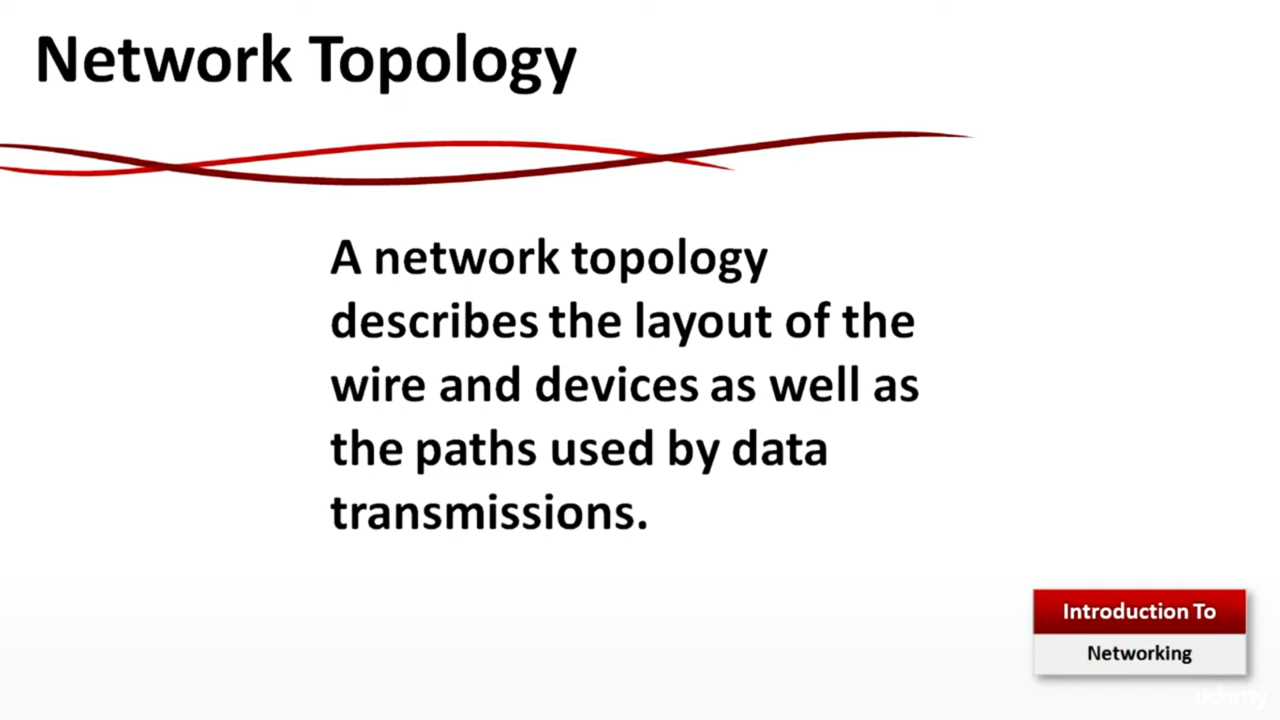 Network Topology
A network topology
describes the layout of the
wire and devices as well as
the paths used by data
transmissions.
Introduction To
Networking
udemy